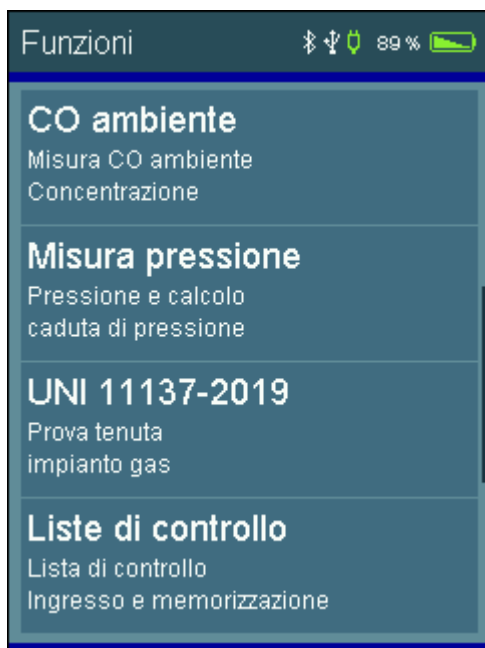 Funzioni 89 %
CO ambiente
Misura CO ambiente
Concentrazione
Misura pressione
Pressione e calcolo
caduta di pressione
UNI 11137-2019
Prova tenuta
impianto gas
Liste di controllo
Lista di controllo
Ingresso e memorizzazione